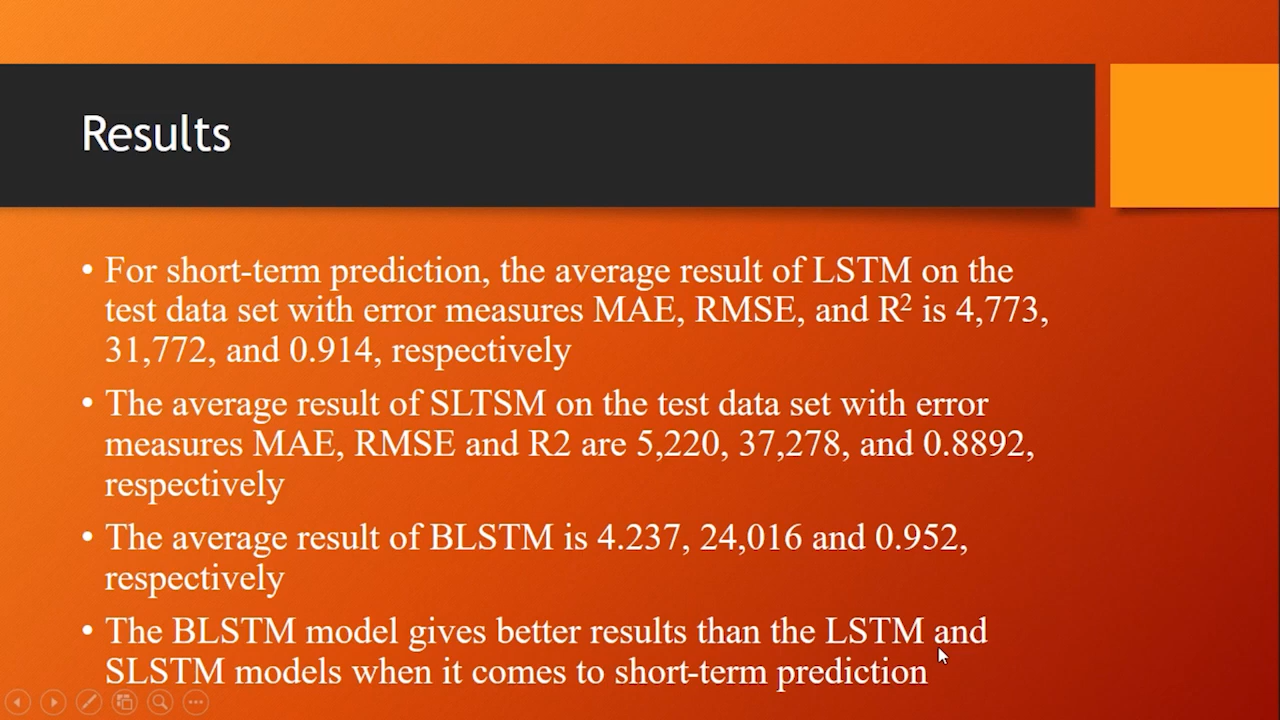 Results
• For short-term prediction, the average result of LSTM on the
test data set with error measures MAE, RMSE, and R² is 4,773,
31,772, and 0.914, respectively
• The average result of SLTSM on the test data set with error
measures MAE, RMSE and R2 are 5,220, 37,278, and 0.8892,
respectively
• The average result of BLSTM is 4.237, 24,016 and 0.952,
respectively
• The BLSTM model gives better results than the LSTM and
SLSTM models when it comes to short-term prediction